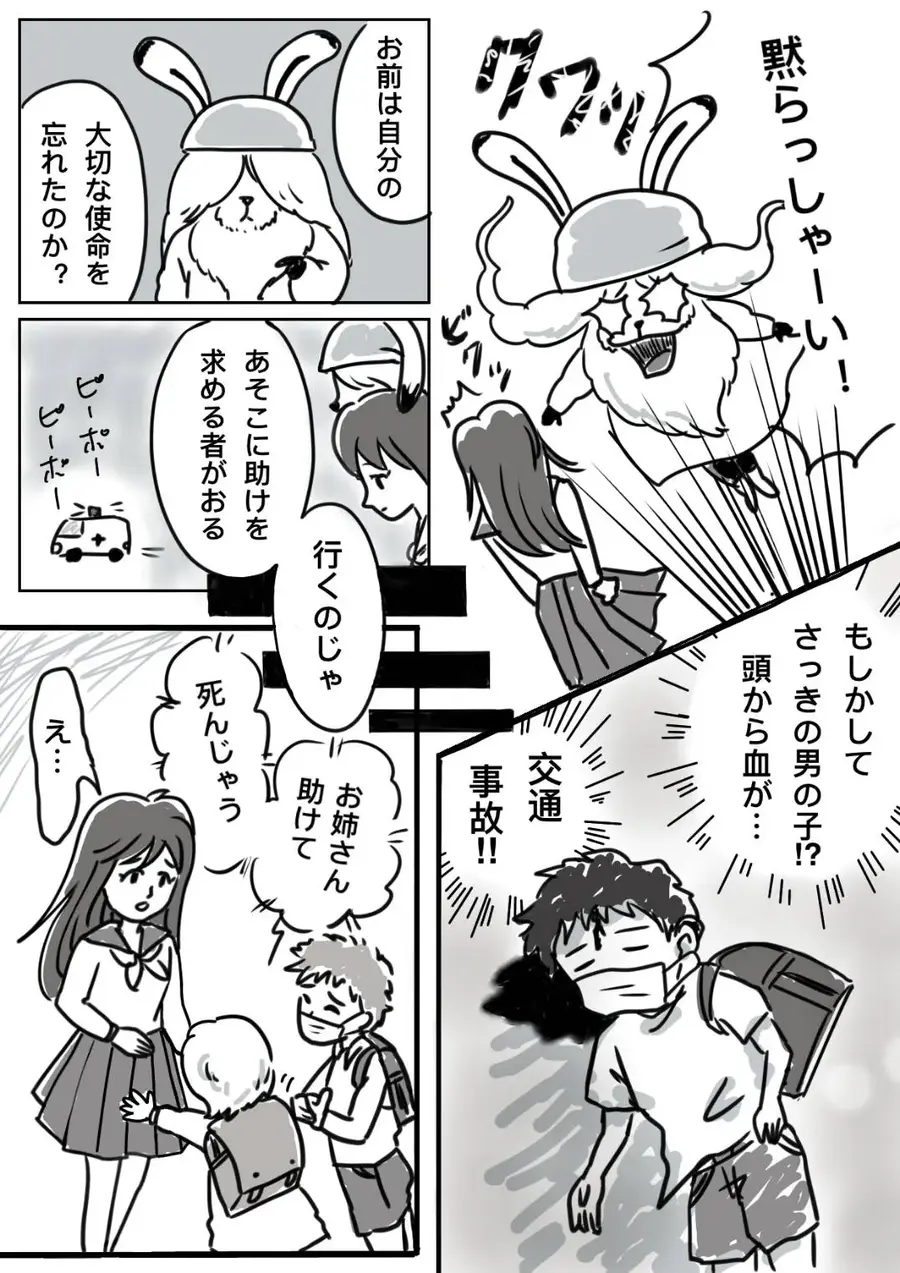 黙らっしゃーい！
クワッ
ビクッ
お前は自分の
大切な使命を
忘れたのか？
あそこに助けを
求める者がおる
ピーポー
ピーポー
行くのじゃ
もしかして
さっきの男の子!?
頭から血が…
交通
事故!!
お姉さん
助けて
死んじゃう
え…